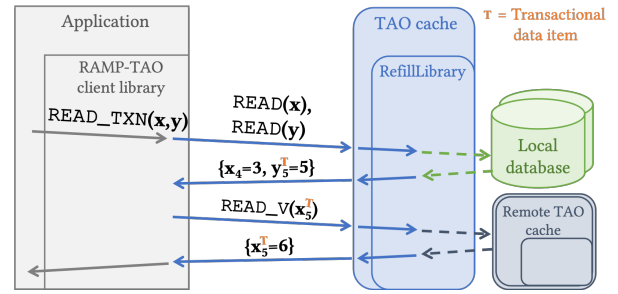 Application
TAO cache
T = Transactional
data item
RAMP-TAO
client library
RefillLibrary
READ_TXN(x,y)
READ(x),
READ(y)
Local
database
{x₄=3, y₅ᵀ=5}
READ_V(x₅ᵀ)
Remote TAO
cache
{x₅ᵀ=6}